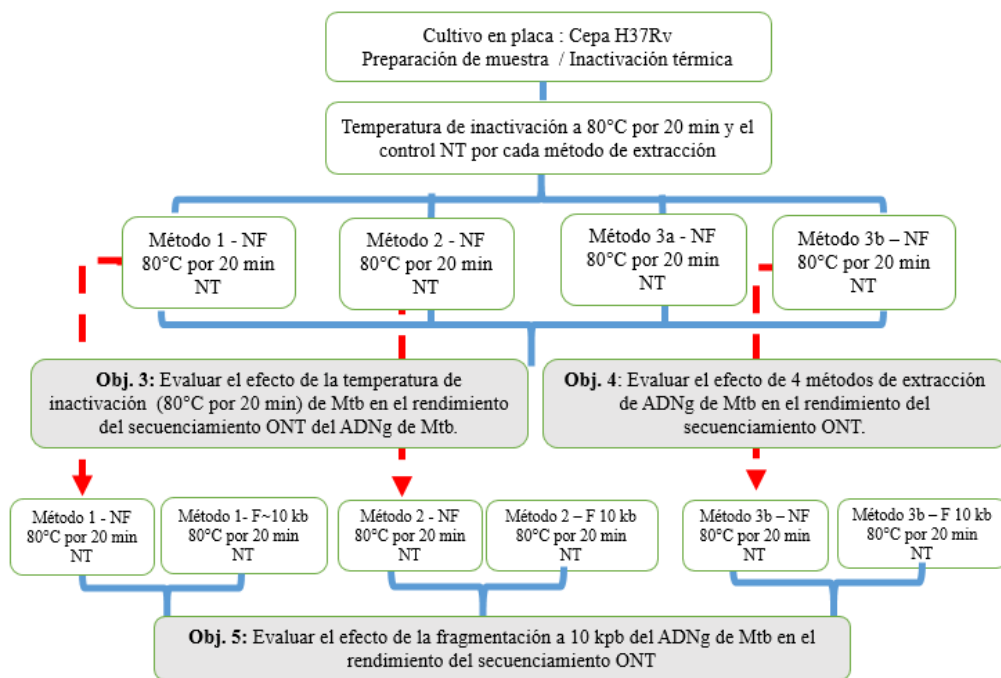 Cultivo en placa : Cepa H37Rv
Preparación de muestra / Inactivación térmica
Temperatura de inactivación a 80°C por 20 min y el
control NT por cada método de extracción
Método 1 - NF
80°C por 20 min
NT
Método 2 - NF
80°C por 20 min
NT
Método 3a - NF
80°C por 20 min
NT
Método 3b – NF
80°C por 20 min
NT
Obj. 3: Evaluar el efecto de la temperatura de
inactivación (80°C por 20 min) de Mtb en el rendimiento
del secuenciamiento ONT del ADNg de Mtb.
Obj. 4: Evaluar el efecto de 4 métodos de extracción
de ADNg de Mtb en el rendimiento del
secuenciamiento ONT.
Método 1 - NF
80°C por 20 min
NT
Método 1- F~10 kb
80°C por 20 min
NT
Método 2 - NF
80°C por 20 min
NT
Método 2 – F 10 kb
80°C por 20 min
NT
Método 3b – NF
80°C por 20 min
NT
Método 3b – F 10 kb
80°C por 20 min
NT
Obj. 5: Evaluar el efecto de la fragmentación a 10 kpb del ADNg de Mtb en el
rendimiento del secuenciamiento ONT